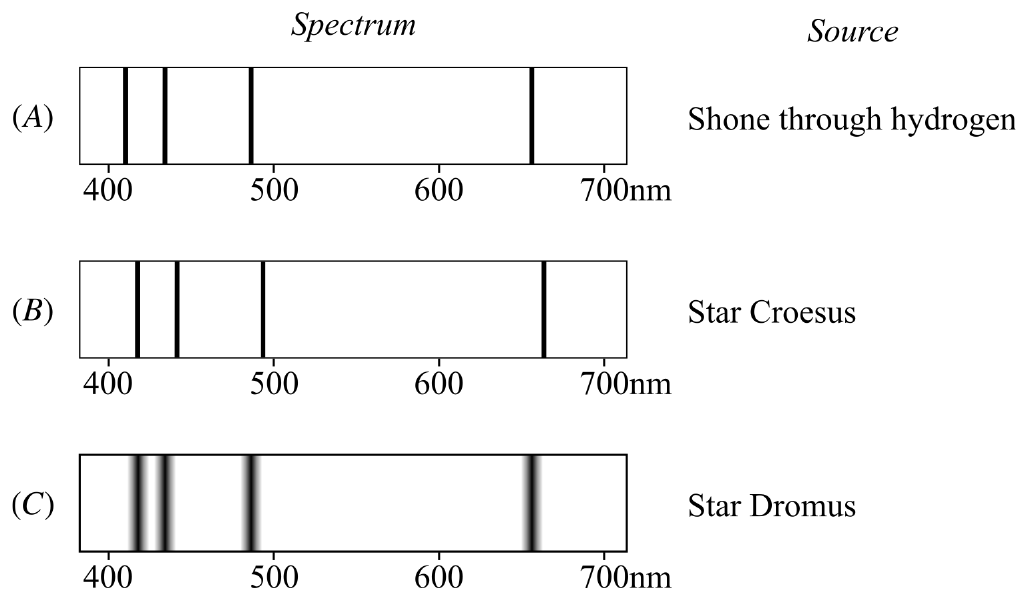 Spectrum Source
(A) Shone through hydrogen
400 500 600 700nm
(B) Star Croesus
400 500 600 700nm
(C) Star Dromus
400 500 600 700nm